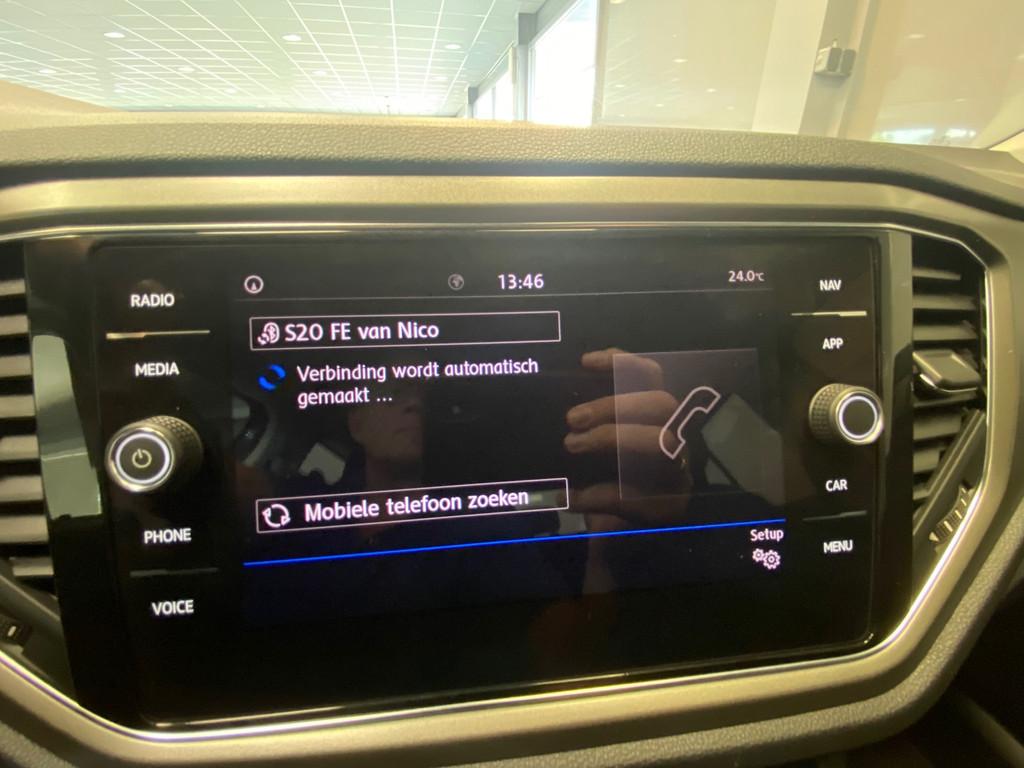 13:46
24.0°C
RADIO
MEDIA
PHONE
VOICE
S20 FE van Nico
Verbinding wordt automatisch
gemaakt ...
Mobiele telefoon zoeken
Setup
NAV
APP
CAR
MENU